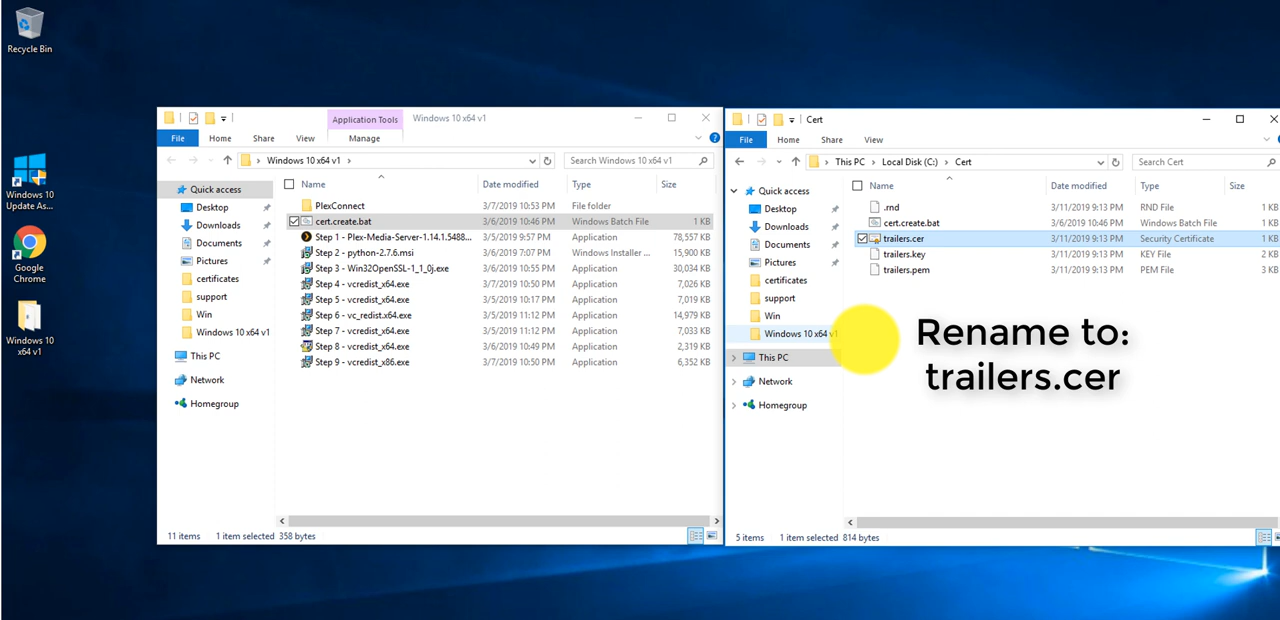 Recycle Bin
Windows 10
Update As...
Google
Chrome
Windows 10
x64 v1
Application Tools
Windows 10 x64 v1
File
Home
Share
View
Manage
Windows 10 x64 v1
Search Windows 10 x64 v1
Quick access
Desktop
Downloads
Documents
Pictures
certificates
support
Win
Windows 10 x64 v1
This PC
Network
Homegroup
Name Date modified Type Size
PlexConnect 3/7/2019 10:53 PM File folder
cert.create.bat 3/6/2019 10:46 PM Windows Batch File 1 KB
Step 1 - Plex-Media-Server-1.14.1.5488... 3/5/2019 9:57 PM Application 78,557 KB
Step 2 - python-2.7.6.msi 3/6/2019 7:07 PM Windows Installer ... 15,900 KB
Step 3 - Win32OpenSSL-1_1_0j.exe 3/6/2019 10:55 PM Application 30,034 KB
Step 4 - vcredist_x64.exe 3/7/2019 10:50 PM Application 7,026 KB
Step 5 - vcredist_x64.exe 3/5/2019 10:17 PM Application 7,019 KB
Step 6 - vc_redist.x64.exe 3/5/2019 11:12 PM Application 14,979 KB
Step 7 - vcredist_x64.exe 3/5/2019 11:12 PM Application 7,033 KB
Step 8 - vcredist_x64.exe 3/6/2019 10:49 PM Application 2,319 KB
Step 9 - vcredist_x86.exe 3/7/2019 10:50 PM Application 6,352 KB
11 items 1 item selected 358 bytes
Cert
File
Home
Share
View
This PC
Local Disk (C:)
Cert
Search Cert
Quick access
Desktop
Downloads
Documents
Pictures
certificates
support
Win
Windows 10 x64 v1
This PC
Network
Homegroup
Name Date modified Type Size
.rnd 3/11/2019 9:13 PM RND File 1 KB
cert.create.bat 3/6/2019 10:46 PM Windows Batch File 1 KB
trailers.cer 3/11/2019 9:13 PM Security Certificate 1 KB
trailers.key 3/11/2019 9:13 PM KEY File 2 KB
trailers.pem 3/11/2019 9:13 PM PEM File 3 KB
Rename to:
trailers.cer
5 items 1 item selected 814 bytes